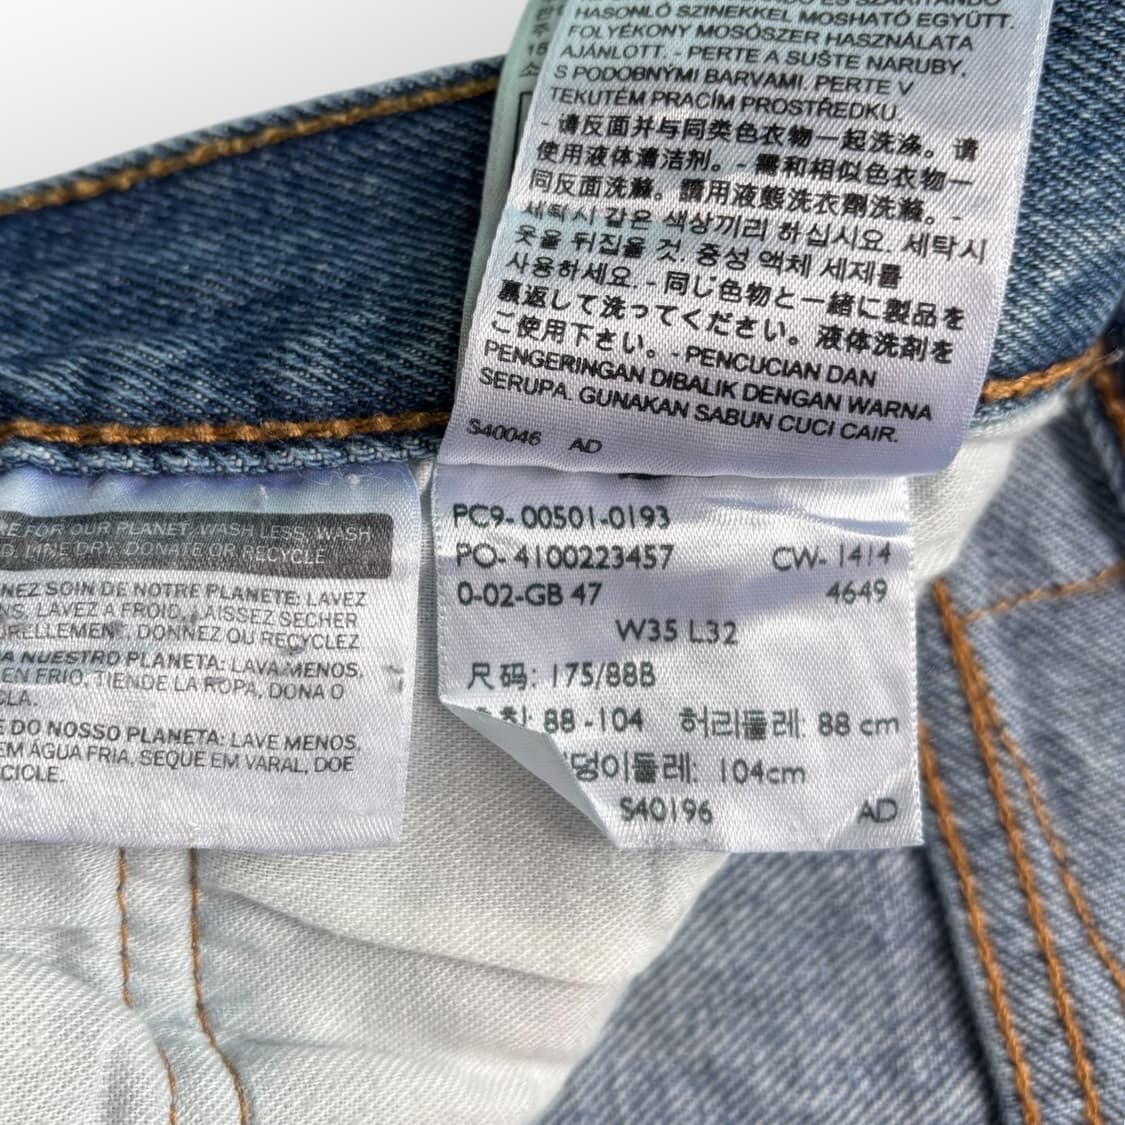 HASONLÓ SZINEKKEL MOSHATÓ EGYÜTT.
FOLYÉKONY MOSÓSZER HASZNÁLATA
AJÁNLOTT. - PERTE A SUŠTE NARUBY,
S PODOBNÝMI BARVAMI. PERTE V
TEKUTÉM PRACÍM PROSTŘEDKU.
- 请反面并与同类色衣物一起洗涤。请
使用液体清洁剂。- 需和相似色衣物一
同反面洗滌。請用液態洗衣劑洗滌。-
세탁시 같은 색상끼리 하십시요. 세탁시
옷을 뒤집을 것. 중성 액체 세제를
사용하세요. - 同じ色物と一緒に製品を
裏返して洗ってください。液体洗剤を
ご使用下さい。- PENCUCIAN DAN
PENGERINGAN DIBALIK DENGAN WARNA
SERUPA. GUNAKAN SABUN CUCI CAIR.
S40046 AD
FOR OUR PLANET. WASH LESS, WASH
LINE DRY, DONATE OR RECYCLE
SOIN DE NOTRE PLANETE: LAVEZ
LAVEZ A FROID, LAISSEZ SECHER
DONNEZ OU RECYCLEZ
A NUESTRO PLANETA: LAVA MENOS,
EN FRIO, TIENDE LA ROPA, DONA O
DO NOSSO PLANETA: LAVE MENOS,
EM ÁGUA FRIA, SEQUE EM VARAL, DOE
PC9- 00501-0193
PO- 4100223457 CW- 1414
0-02-GB 47 4649
W35 L32
尺码: 175/88B
88 -104 허리둘레: 88 cm
덩이둘레: 104cm
S40196 AD